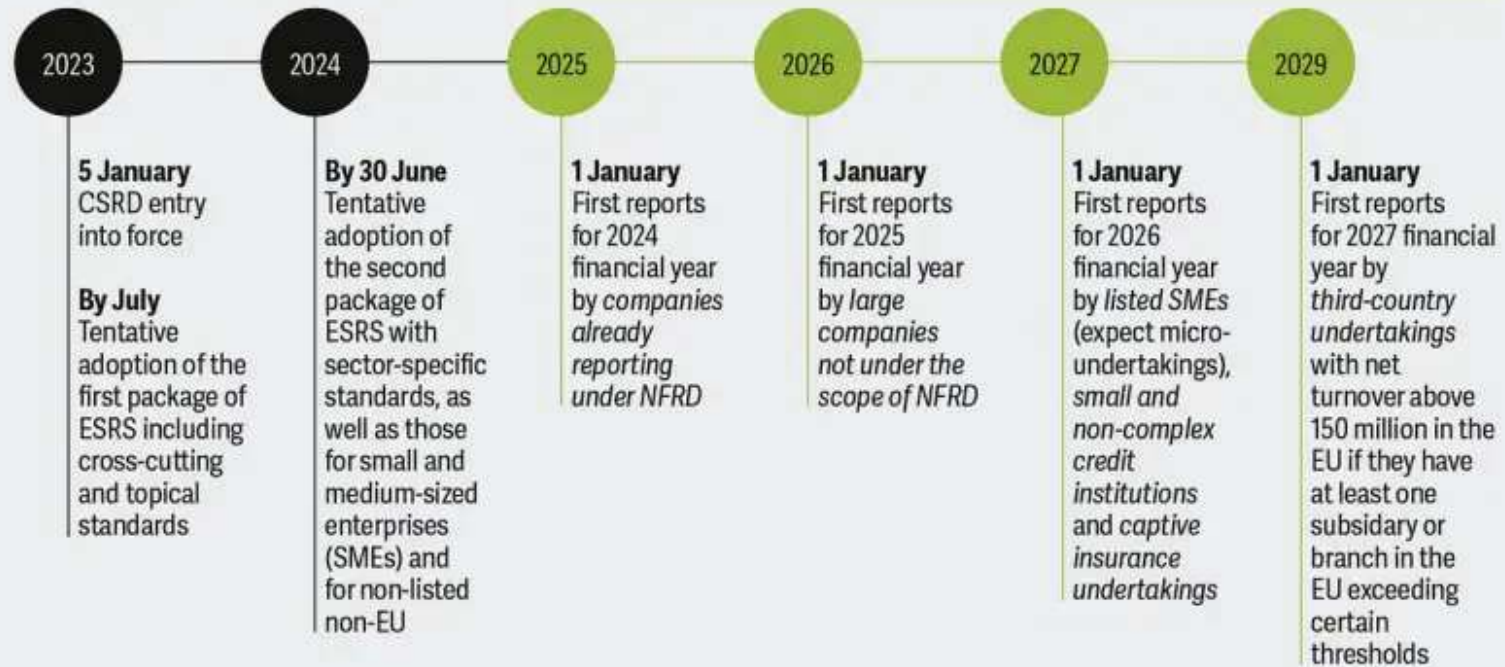 2023
5 January
CSRD entry
into force
By July
Tentative
adoption of the
first package of
ESRS including
cross-cutting
and topical
standards
2024
By 30 June
Tentative
adoption of
the second
package of
ESRS with
sector-specific
standards, as
well as those
for small and
medium-sized
enterprises
(SMEs) and
for non-listed
non-EU
2025
1 January
First reports
for 2024
financial year
by companies
already
reporting
under NFRD
2026
1 January
First reports
for 2025
financial year
by large
companies
not under the
scope of NFRD
2027
1 January
First reports
for 2026
financial year
by listed SMEs
(expect micro-
undertakings),
small and
non-complex
credit
institutions
and captive
insurance
undertakings
2029
1 January
First reports
for 2027 financial
year by
third-country
undertakings
with net
turnover above
150 million in the
EU if they have
at least one
subsidary or
branch in the
EU exceeding
certain
thresholds